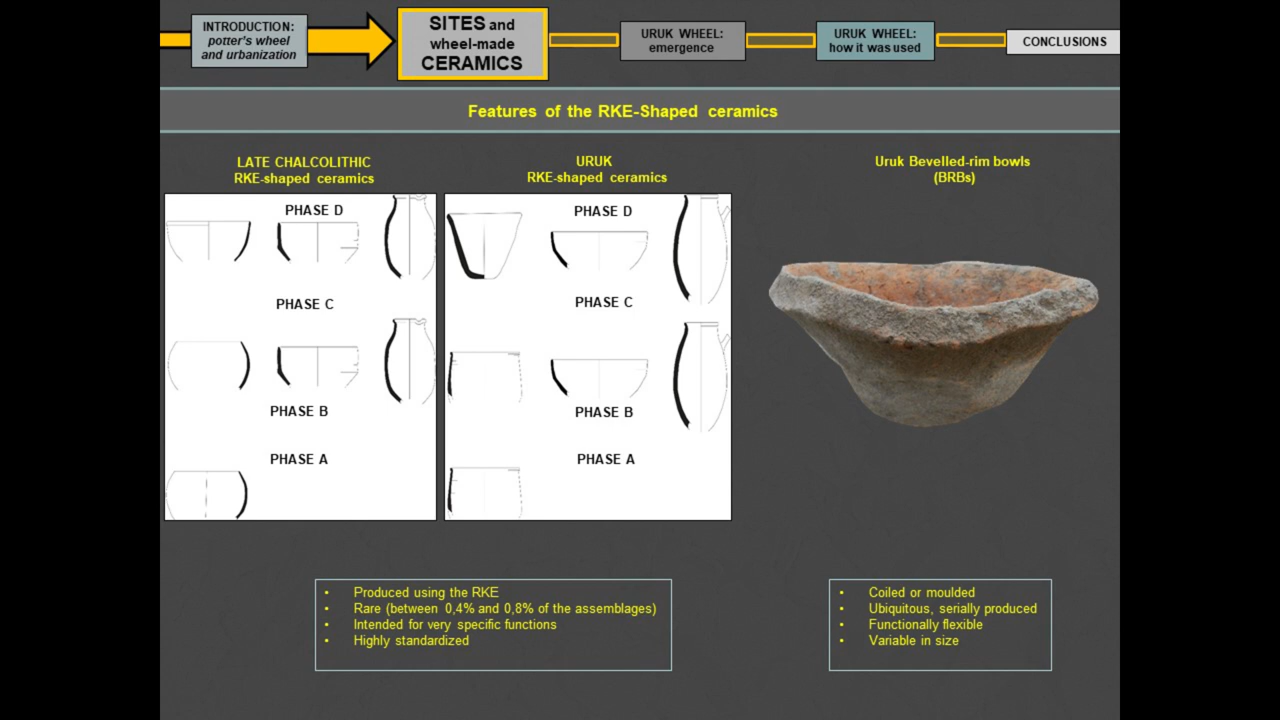 INTRODUCTION:
potter's wheel
and urbanization
SITES and
wheel-made
CERAMICS
URUK WHEEL:
emergence
URUK WHEEL:
how it was used
CONCLUSIONS
Features of the RKE-Shaped ceramics
LATE CHALCOLITHIC
RKE-shaped ceramics
PHASE D
PHASE C
PHASE B
PHASE A
URUK
RKE-shaped ceramics
PHASE D
PHASE C
PHASE B
PHASE A
Uruk Bevelled-rim bowls
(BRBs)
• Produced using the RKE
• Rare (between 0,4% and 0,8% of the assemblages)
• Intended for very specific functions
• Highly standardized
• Coiled or moulded
• Ubiquitous, serially produced
• Functionally flexible
• Variable in size